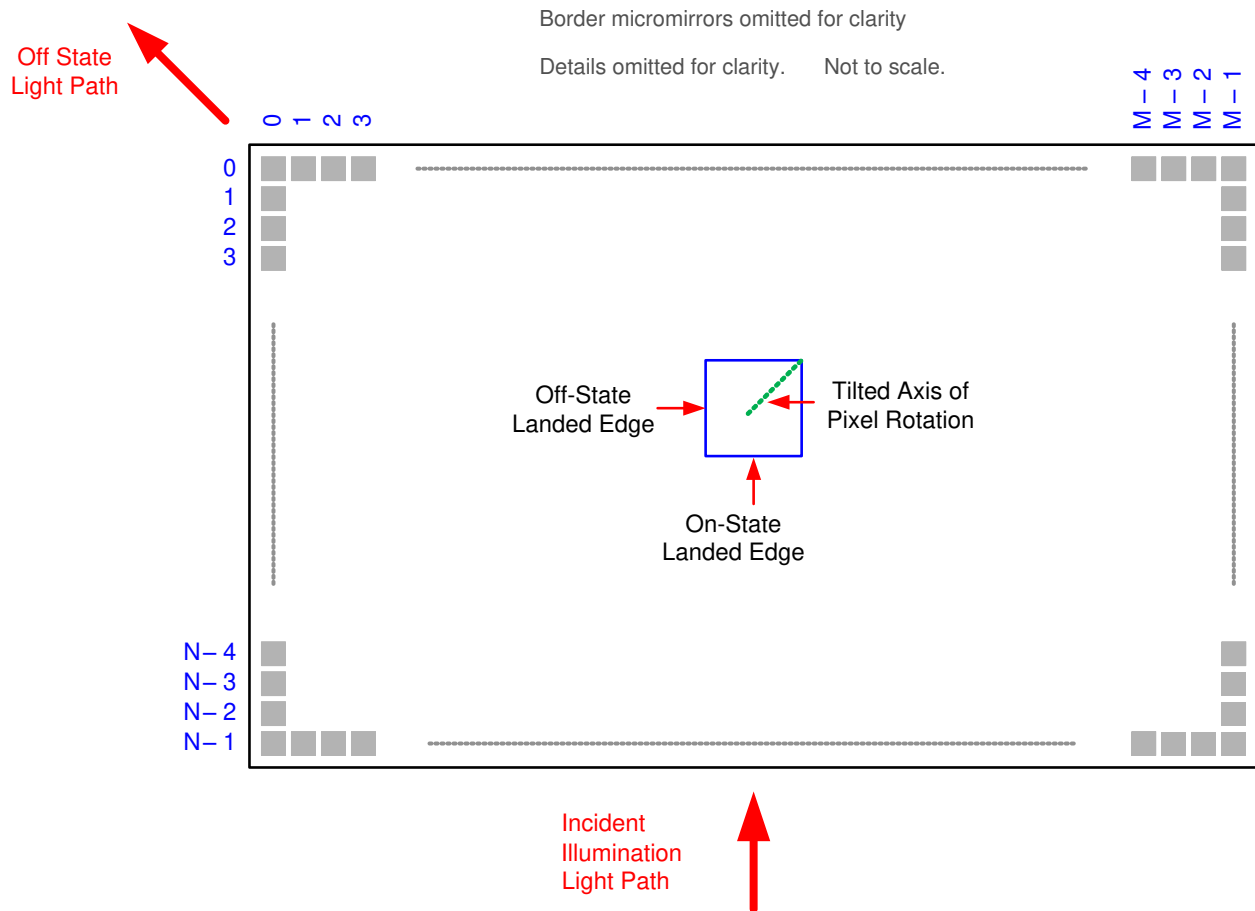 Border micromirrors omitted for clarity
Details omitted for clarity. Not to scale.
Off State
Light Path
0
1
2
3
M – 4
M – 3
M – 2
M – 1
0
1
2
3
Off-State
Landed Edge
Tilted Axis of
Pixel Rotation
On-State
Landed Edge
N – 4
N – 3
N – 2
N – 1
Incident
Illumination
Light Path